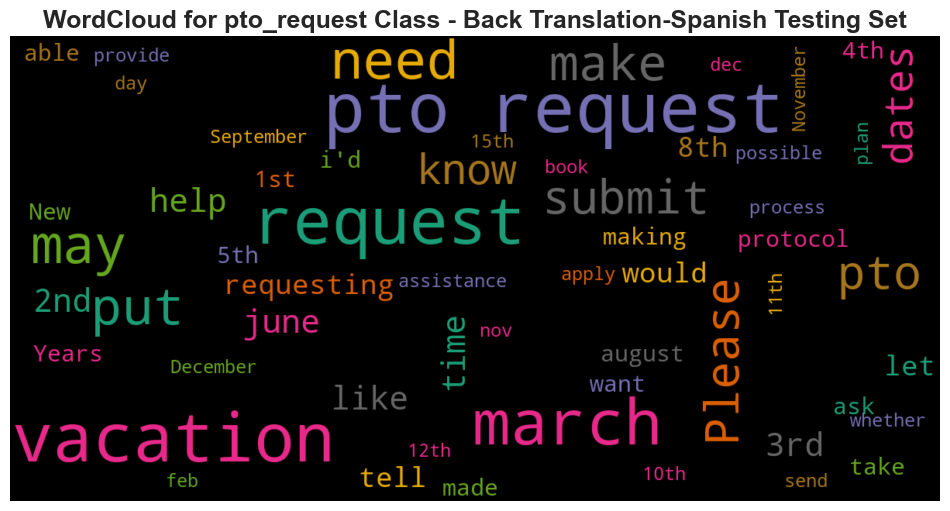 WordCloud for pto_request Class - Back Translation-Spanish Testing Set
able provide need make dec 4th
day pto request November dates
September 15th 8th possible plan
i'd know book
1st
New help request submit process
may making protocol
5th requesting assistance apply would 11th pto
2nd put june time nov Please
Years august let
December want
like ask
vacation march whether
12th 3rd
feb tell made 10th send take